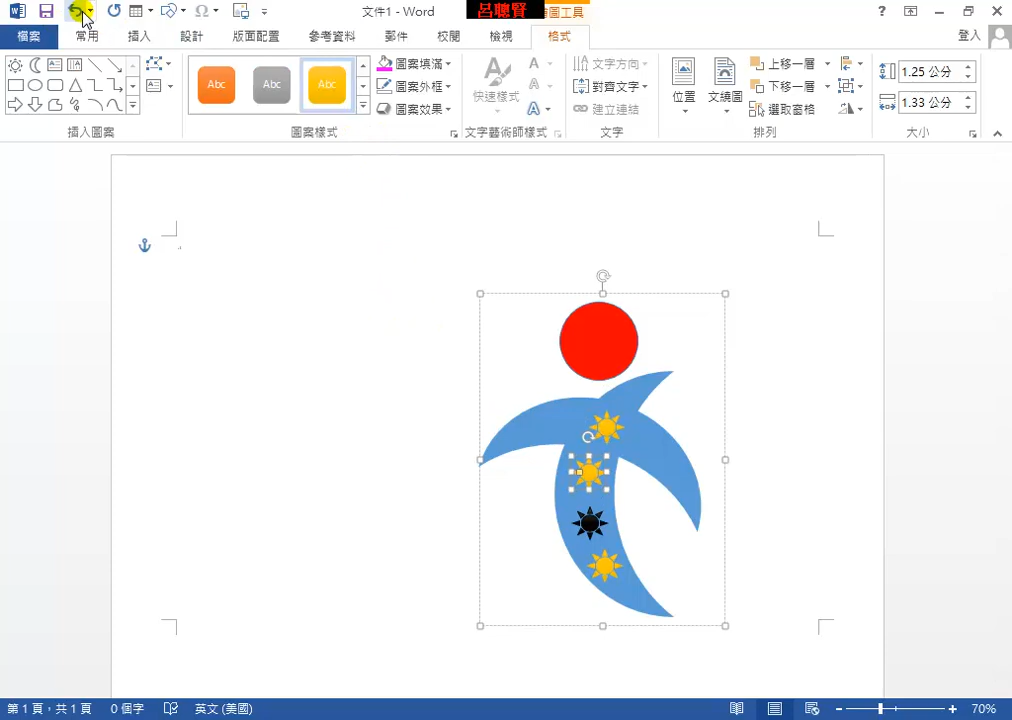 文件1 - Word
呂聰賢
繪圖工具
檔案
常用
插入
設計
版面配置
參考資料
郵件
校閱
檢視
格式
登入
Abc
Abc
Abc
圖案填滿
圖案外框
圖案效果
快速樣式
文字方向
對齊文字
建立連結
位置
文繞圖
上移一層
下移一層
選取窗格
1.25 公分
1.33 公分
插入圖案
圖案樣式
文字藝術師樣式
文字
排列
大小
第 1 頁，共 1 頁
0 個字
英文 (美國)
70%